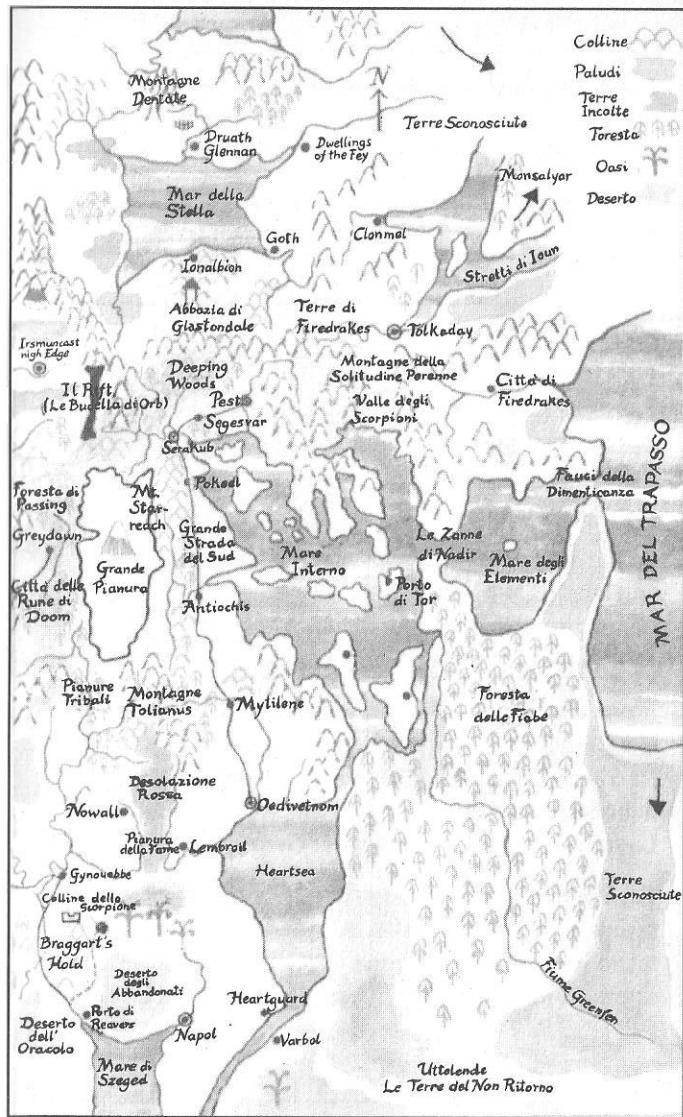 Colline
Paludi
Terre
Incolte
Foresta
Oasi
Deserto
Montagne
Dentate
N
Terre Sconosciute
Druath
Glennan
Dwellings
of the Fey
Monsalyar
Mar della
Stella
Clonmel
Goth
Stretti di Ioun
Ionalbion
Abbazia di
Glastondale
Terre di
Firedrakes
Tolkaday
Irsmuncast
nigh Edge
Deeping
Woods
Montagne della
Solitudine Perenne
Città di
Firedrakes
Il Rift,
(Le Budella di Orb)
Pest
Segesvar
Valle degli
Scorpioni
Serakub
MAR DEL TRAPASSO
Foresta di
Passing
Mt.
Star-
reach
Pokedl
Fauci della
Dimenticanza
Greydawn
Grande
Strada
del Sud
Le Zanne
di Nadir
Grande
Pianura
Mare
Interno
Mare degli
Elementi
Città delle
Rune di
Doom
Antiochis
Porto
di Tor
Pianure
Tribali
Montagne
Tolianus
Mytilene
Foresta
delle Fiabe
Desolazione
Rossa
Nowall
Oedivetnom
Pianura
della Fame
Lembroil
Gynouebbe
Heartsea
Terre
Sconosciute
Colline dello
Scorpione
Braggart's
Hold
Deserto
degli
Abbandonati
Fiume Greenfen
Porto di
Reavers
Heartguard
Deserto
dell'
Oracolo
Napol
Varbol
Mare di
Szeged
Uttelende
Le Terre del Non Ritorno